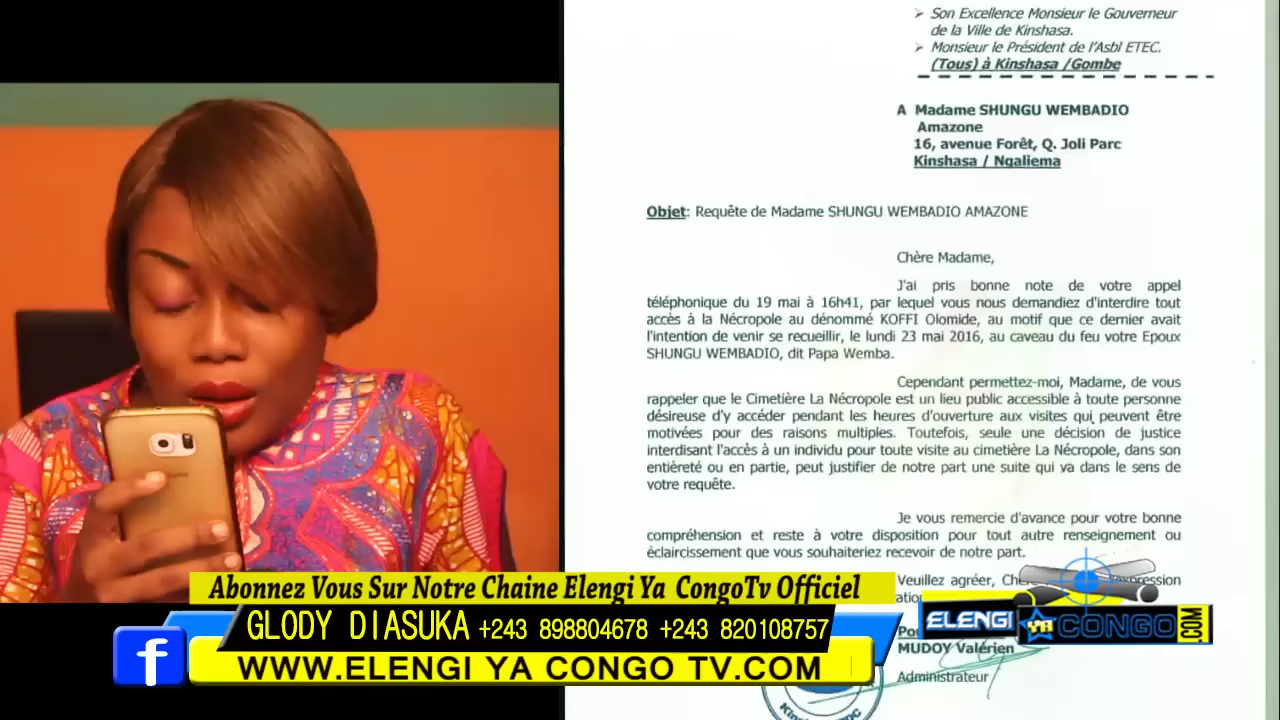 ➢ Son Excellence Monsieur le Gouverneur
de la Ville de Kinshasa.
➢ Monsieur le Président de l'Asbl ETEC.
(Tous) à Kinshasa /Gombe
A Madame SHUNGU WEMBADIO
Amazone
16, avenue Forêt, Q. Joli Parc
Kinshasa / Ngaliema
Objet: Requête de Madame SHUNGU WEMBADIO AMAZONE
Chère Madame,
J'ai pris bonne note de votre appel
téléphonique du 19 mai à 16h41, par lequel vous nous demandiez d'interdire tout
accès à la Nécropole au dénommé KOFFI Olomide, au motif que ce dernier avait
l'intention de venir se recueillir, le lundi 23 mai 2016, au caveau du feu votre Epoux
SHUNGU WEMBADIO, dit Papa Wemba.
Cependant permettez-moi, Madame, de vous
rappeler que le Cimetière La Nécropole est un lieu public accessible à toute personne
désireuse d'y accéder pendant les heures d'ouverture aux visites qui peuvent être
motivées pour des raisons multiples. Toutefois, seule une décision de justice
interdisant l'accès à un individu pour toute visite au cimetière La Nécropole, dans son
entièreté ou en partie, peut justifier de notre part une suite qui va dans le sens de
votre requête.
Je vous remercie d'avance pour votre bonne
compréhension et reste à votre disposition pour tout autre renseignement ou
éclaircissement que vous souhaiteriez recevoir de notre part.
Veuillez agréer,
MUDOY Valérien
Administrateur
Abonnez Vous Sur Notre Chaine Elengi Ya CongoTv Officiel
GLODY DIASUKA +243 898804678 +243 820108757
f WWW.ELENGI YA CONGO TV.COM
ELENGI YA CONGO .COM